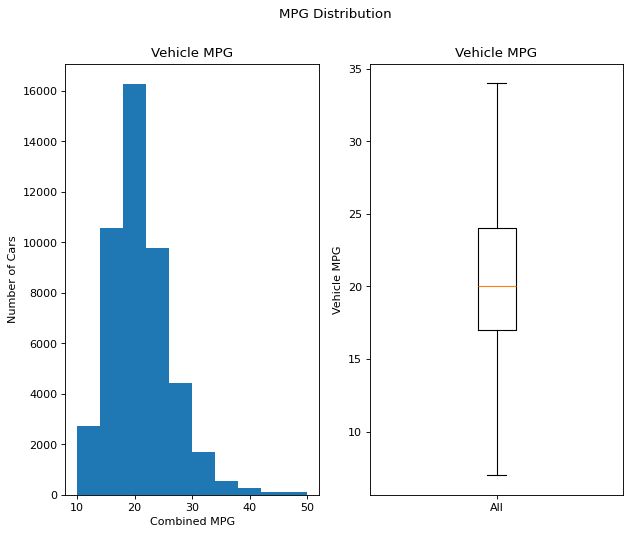 MPG Distribution
Vehicle MPG
Number of Cars
16000
14000
12000
10000
8000
6000
4000
2000
0
10 20 30 40 50
Combined MPG
Vehicle MPG
Vehicle MPG
35
30
25
20
15
10
All